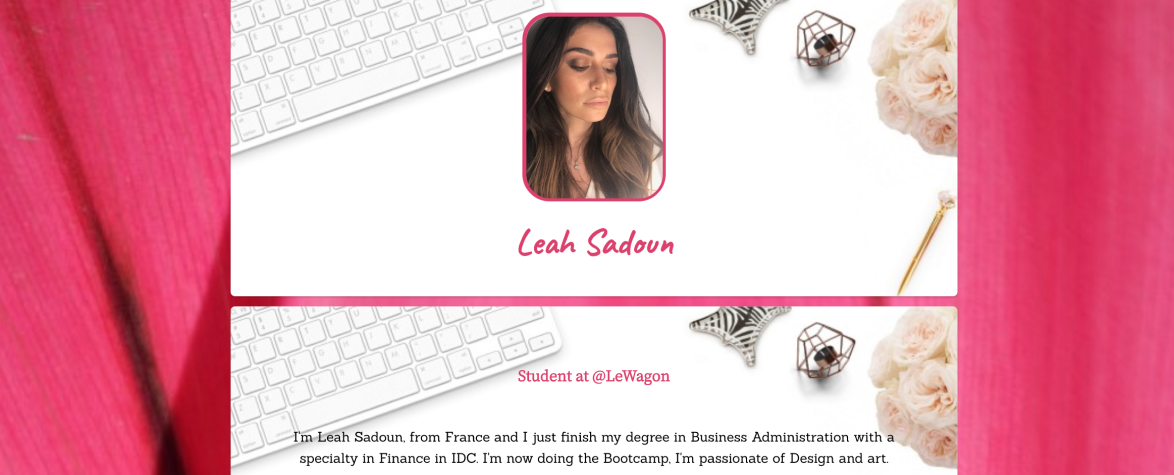 Leah Sadoun
Student at @LeWagon
I'm Leah Sadoun, from France and I just finish my degree in Business Administration with a
specialty in Finance in IDC. I'm now doing the Bootcamp, I'm passionate of Design and art.